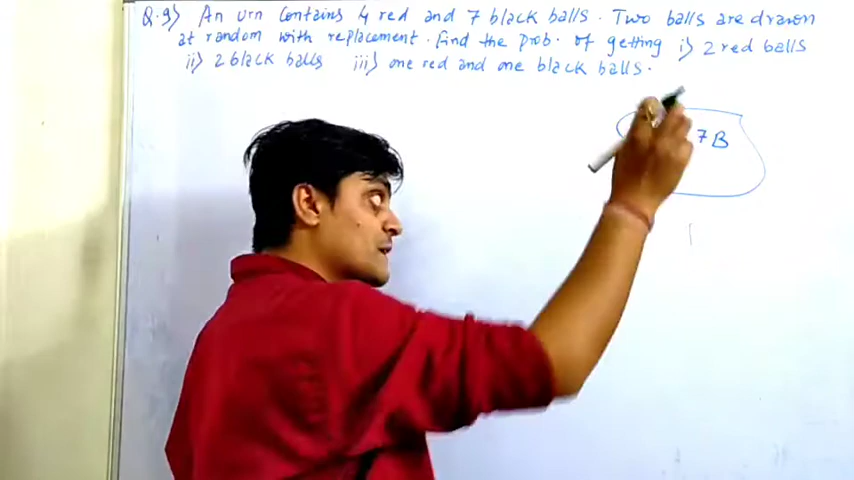 Q.9) An urn Contains 4 red and 7 black balls. Two balls are drawn
at random with replacement. Find the prob. of getting i) 2 red balls
ii) 2 black balls iii) one red and one black balls.
7B